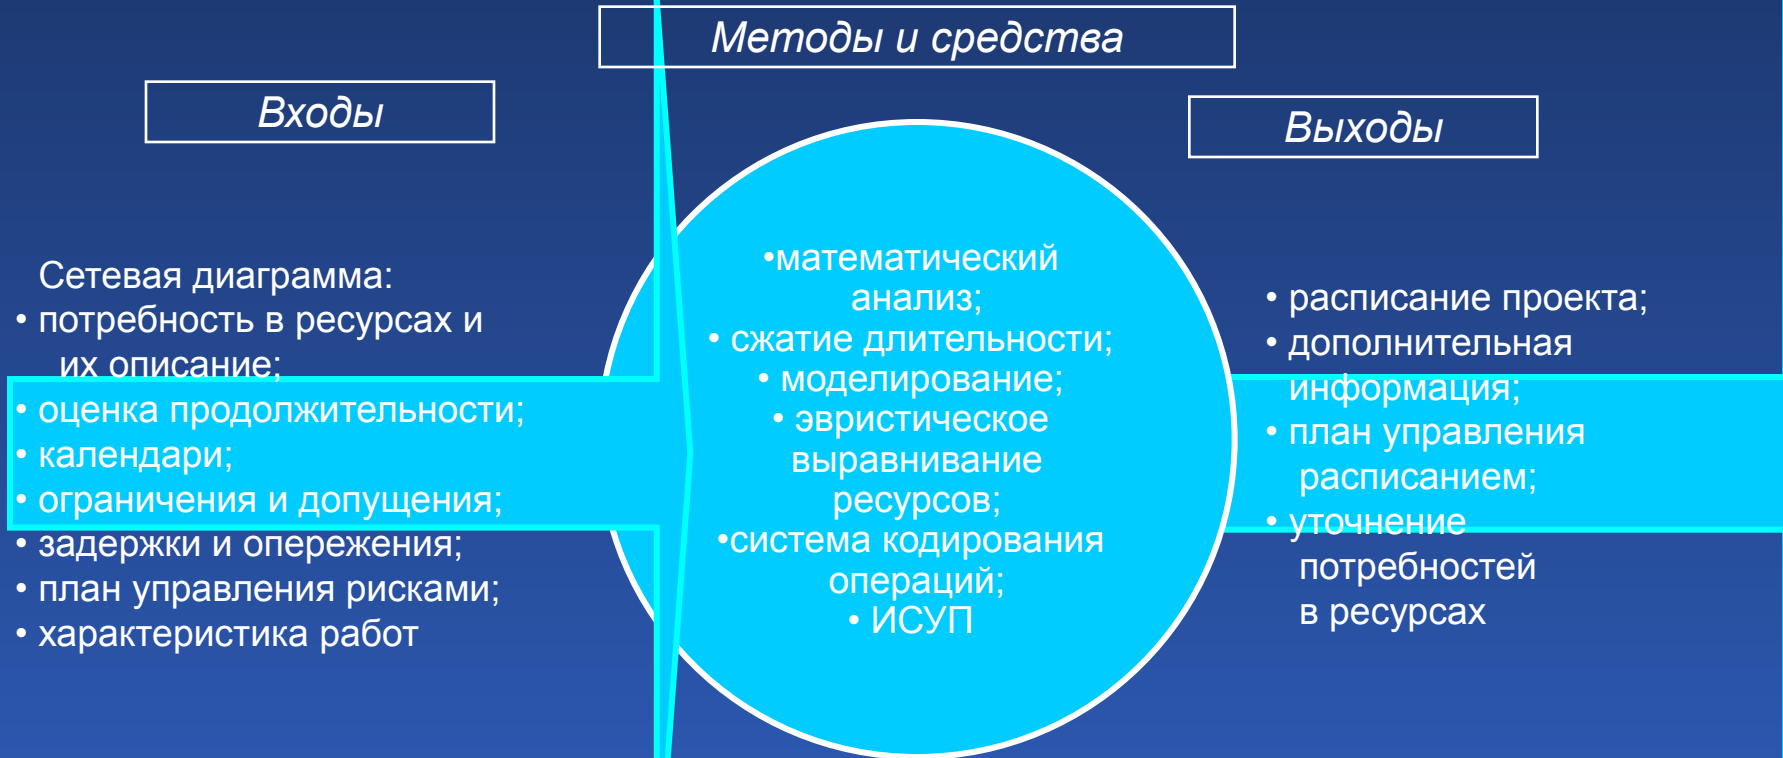 Методы и средства
Входы
Выходы
Сетевая диаграмма:
• потребность в ресурсах и
их описание;
• оценка продолжительности;
• календари;
• ограничения и допущения;
• задержки и опережения;
• план управления рисками;
• характеристика работ
•математический
анализ;
• сжатие длительности;
• моделирование;
• эвристическое
выравнивание
ресурсов;
•система кодирования
операций;
• ИСУП
• расписание проекта;
• дополнительная
информация;
• план управления
расписанием;
• уточнение
потребностей
в ресурсах